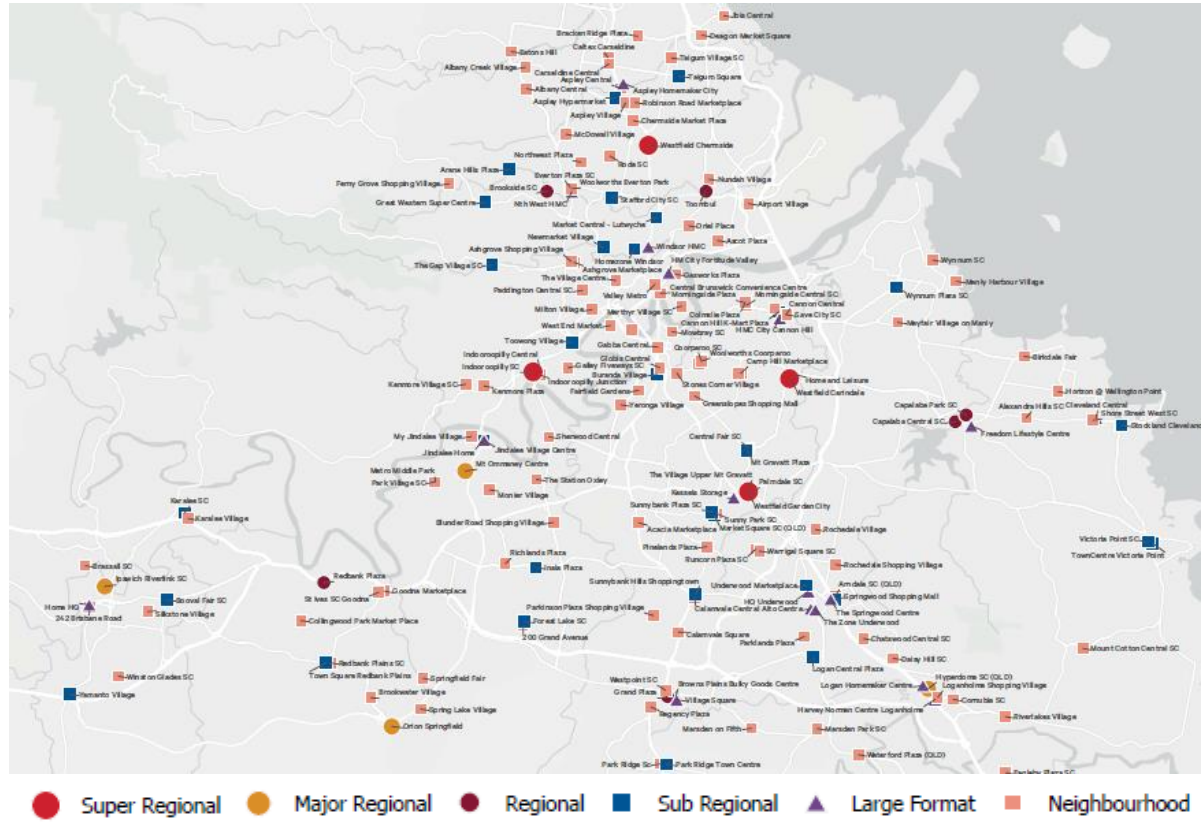 Jbia Central
Bracken Ridge Plaza
Deagon Market Square
Caltex Carseldine
Eatons Hill
Taigum Village SC
Albany Creek Village
Carseldine Central
Taigum Square
Aspley Central
Albany Central
Aspley Homemaker City
Aspley Hypermarket
Robinson Road Marketplace
Aspley Village
Chermside Market Place
McDowall Village
Westfield Chermside
Northwest Plaza
Rode SC
Arana Hills Plaza
Everton Plaza SC
Nundah Village
Ferny Grove Shopping Village
Woolworths Everton Park
Brookside SC
Stafford City SC
Great Western Super Centre
Nth West HMC
Toombul
Airport Village
Market Central - Lutwyche
Oriel Place
Newmarket Village
Ascot Plaza
Ashgrove Shopping Village
Windsor HMC
Homezone Windsor
HM City Fortitude Valley
Wynnum SC
The Gap Village SC
Ashgrove Marketplace
Gasworks Plaza
Manly Harbour Village
The Village Centre
Central Brunswick Convenience Centre
Paddington Central SC
Valley Metro
Morningside Plaza
Morningside Central SC
Wynnum Plaza SC
Milton Village
Merthyr Village SC
Colmslie Plaza
Cannon Central
Save City SC
West End Market
Cannon Hill K-Mart Plaza
Mayfair Village on Manly
Mowbray SC
HMC City Cannon Hill
Toowong Village
Gabba Central
Coorparoo SC
Indooroopilly Central
Globis Central
Woolworths Coorparoo
Birkdale Fair
Indooroopilly SC
Gailey Fiveways SC
Camp Hill Marketplace
Buranda Village
Home and Leisure
Indooroopilly Junction
Kenmore Village SC
Kenmore Plaza
Fairfield Gardens
Stones Corner Village
Westfield Carindale
Hortson @ Wellington Point
Greenslopes Shopping Mall
Yeronga Village
Capalaba Park SC
Alexandra Hills SC
Cleveland Central
Shore Street West SC
Capalaba Central SC
Stockland Cleveland
Freedom Lifestyle Centre
My Jindalee Village
Sherwood Central
Central Fair SC
Jindalee Home
Jindalee Village Centre
Mt Gravatt Plaza
Metro Middle Park
Mt Ommaney Centre
The Village Upper Mt Gravatt
Park Village SC
The Station Oxley
Palmdale SC
Monier Village
Kessels Storage
Westfield Garden City
Karalee SC
Sunnybank Plaza SC
Karalee Village
Sunny Park SC
Blunder Road Shopping Village
Acacia Marketplace
Market Square SC (QLD)
Rochedale Village
Victoria Point SC
Pinelands Plaza
Runcorn Plaza SC
Warrigal Square SC
TownCentre Victoria Point
Brassall SC
Richlands Plaza
Inala Plaza
Rochedale Shopping Village
Ipswich Riverlink SC
Redbank Plaza
Sunnybank Hills Shoppingtown
Underwood Marketplace
Arndale SC (QLD)
Booval Fair SC
St Ives SC Goodna
Goodna Marketplace
HQ Underwood
Springwood Shopping Mall
Home HQ
Silkstone Village
Parkinson Plaza Shopping Village
Calamvale Central Alto Centre
The Springwood Centre
242 Brisbane Road
Collingwood Park Market Place
Forest Lake SC
The Zone Underwood
200 Grand Avenue
Calamvale Square
Parklands Plaza
Chatswood Central SC
Mount Cotton Central SC
Redbank Plains SC
Logan Central Plaza
Daisy Hill SC
Winston Glades SC
Town Square Redbank Plains
Springfield Fair
Westpoint SC
Browns Plains Bulky Goods Centre
Hyperdome SC (QLD)
Yamanto Village
Brookwater Village
Grand Plaza
Village Square
Logan Homemaker Centre
Loganholme Shopping Village
Spring Lake Village
Regency Plaza
Harvey Norman Centre Loganholme
Cornubia SC
Orion Springfield
Marsden on Fifth
Marsden Park SC
Riverlakes Village
Waterford Plaza (QLD)
Park Ridge SC
Park Ridge Town Centre
Super Regional
Major Regional
Regional
Sub Regional
Large Format
Neighbourhood